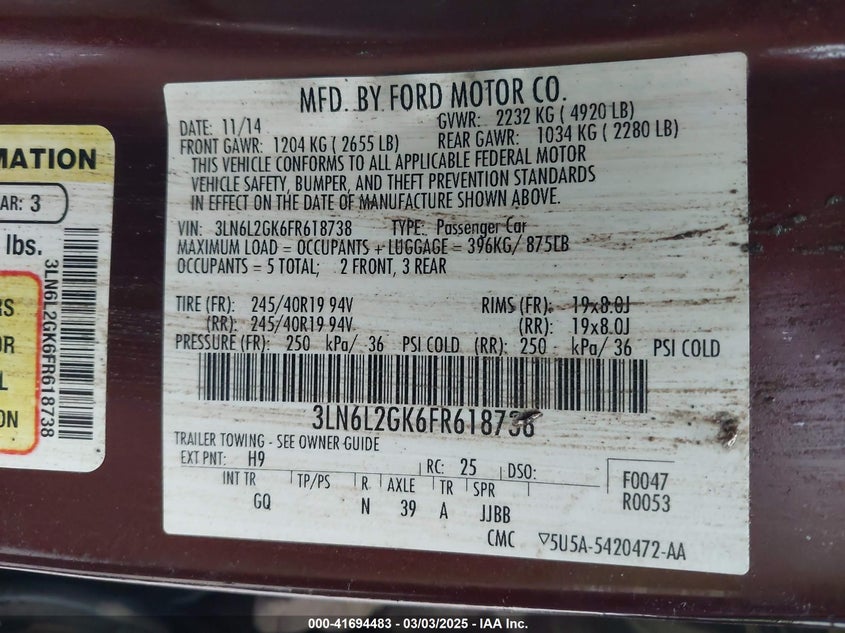 MATION
AR: 3
lbs.
RS
OR
L
ON
3LN6L2GK6FR618738
MFD. BY FORD MOTOR CO.
DATE: 11/14 GVWR: 2232 KG ( 4920 LB)
FRONT GAWR: 1204 KG ( 2655 LB) REAR GAWR: 1034 KG ( 2280 LB)
THIS VEHICLE CONFORMS TO ALL APPLICABLE FEDERAL MOTOR
VEHICLE SAFETY, BUMPER, AND THEFT PREVENTION STANDARDS
IN EFFECT ON THE DATE OF MANUFACTURE SHOWN ABOVE.
VIN: 3LN6L2GK6FR618738 TYPE: Passenger Car
MAXIMUM LOAD = OCCUPANTS + LUGGAGE = 396KG/ 875LB
OCCUPANTS = 5 TOTAL; 2 FRONT, 3 REAR
TIRE (FR): 245/40R19 94V RIMS (FR): 19x8.0J
(RR): 245/40R19 94V (RR): 19x8.0J
PRESSURE (FR): 250 kPa/ 36 PSI COLD (RR): 250 kPa/ 36 PSI COLD
3LN6L2GK6FR618738
TRAILER TOWING - SEE OWNER GUIDE
EXT PNT: H9 RC: 25 DSO: F0047
INT TR TP/PS R AXLE TR SPR R0053
GQ N 39 A JJBB
CMC ▽5U5A-5420472-AA
000-41694483 - 03/03/2025 - IAA Inc.